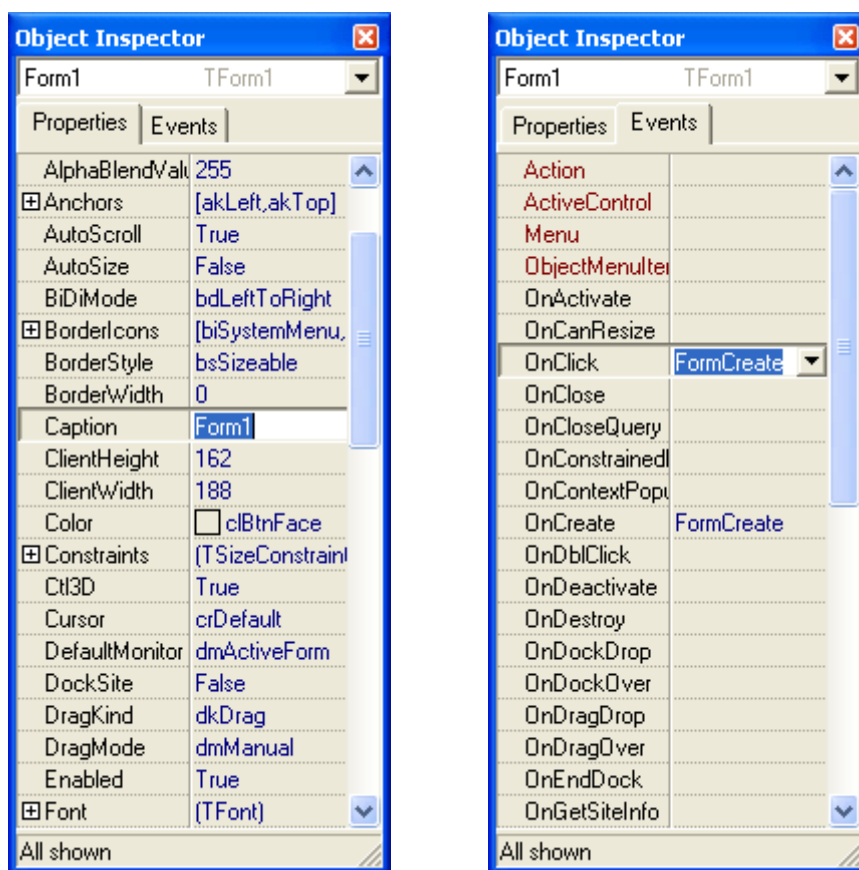 Object Inspector
Form1 TForm1
Properties Events
AlphaBlendValu 255
Anchors [akLeft,akTop]
AutoScroll True
AutoSize False
BiDiMode bdLeftToRight
BorderIcons [biSystemMenu,
BorderStyle bsSizeable
BorderWidth 0
Caption Form1
ClientHeight 162
ClientWidth 188
Color clBtnFace
Constraints (TSizeConstraint
Ctl3D True
Cursor crDefault
DefaultMonitor dmActiveForm
DockSite False
DragKind dkDrag
DragMode dmManual
Enabled True
Font (TFont)
All shown
Object Inspector
Form1 TForm1
Properties Events
Action
ActiveControl
Menu
ObjectMenuIter
OnActivate
OnCanResize
OnClick FormCreate
OnClose
OnCloseQuery
OnConstrainedI
OnContextPopu
OnCreate FormCreate
OnDblClick
OnDeactivate
OnDestroy
OnDockDrop
OnDockOver
OnDragDrop
OnDragOver
OnEndDock
OnGetSiteInfo
All shown